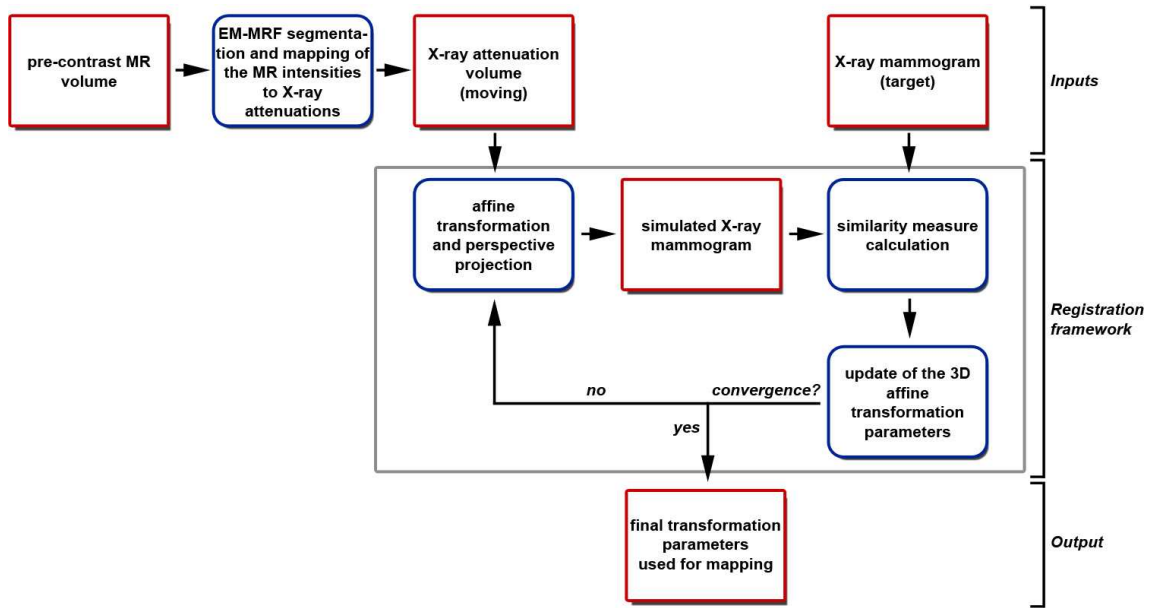 pre-contrast MR
volume
EM-MRF segmenta-
tion and mapping of
the MR intensities
to X-ray
attenuations
X-ray attenuation
volume
(moving)
X-ray mammogram
(target)
Inputs
affine
transformation
and perspective
projection
simulated X-ray
mammogram
similarity measure
calculation
Registration
framework
update of the 3D
affine
transformation
parameters
no
convergence?
yes
final transformation
parameters
used for mapping
Output